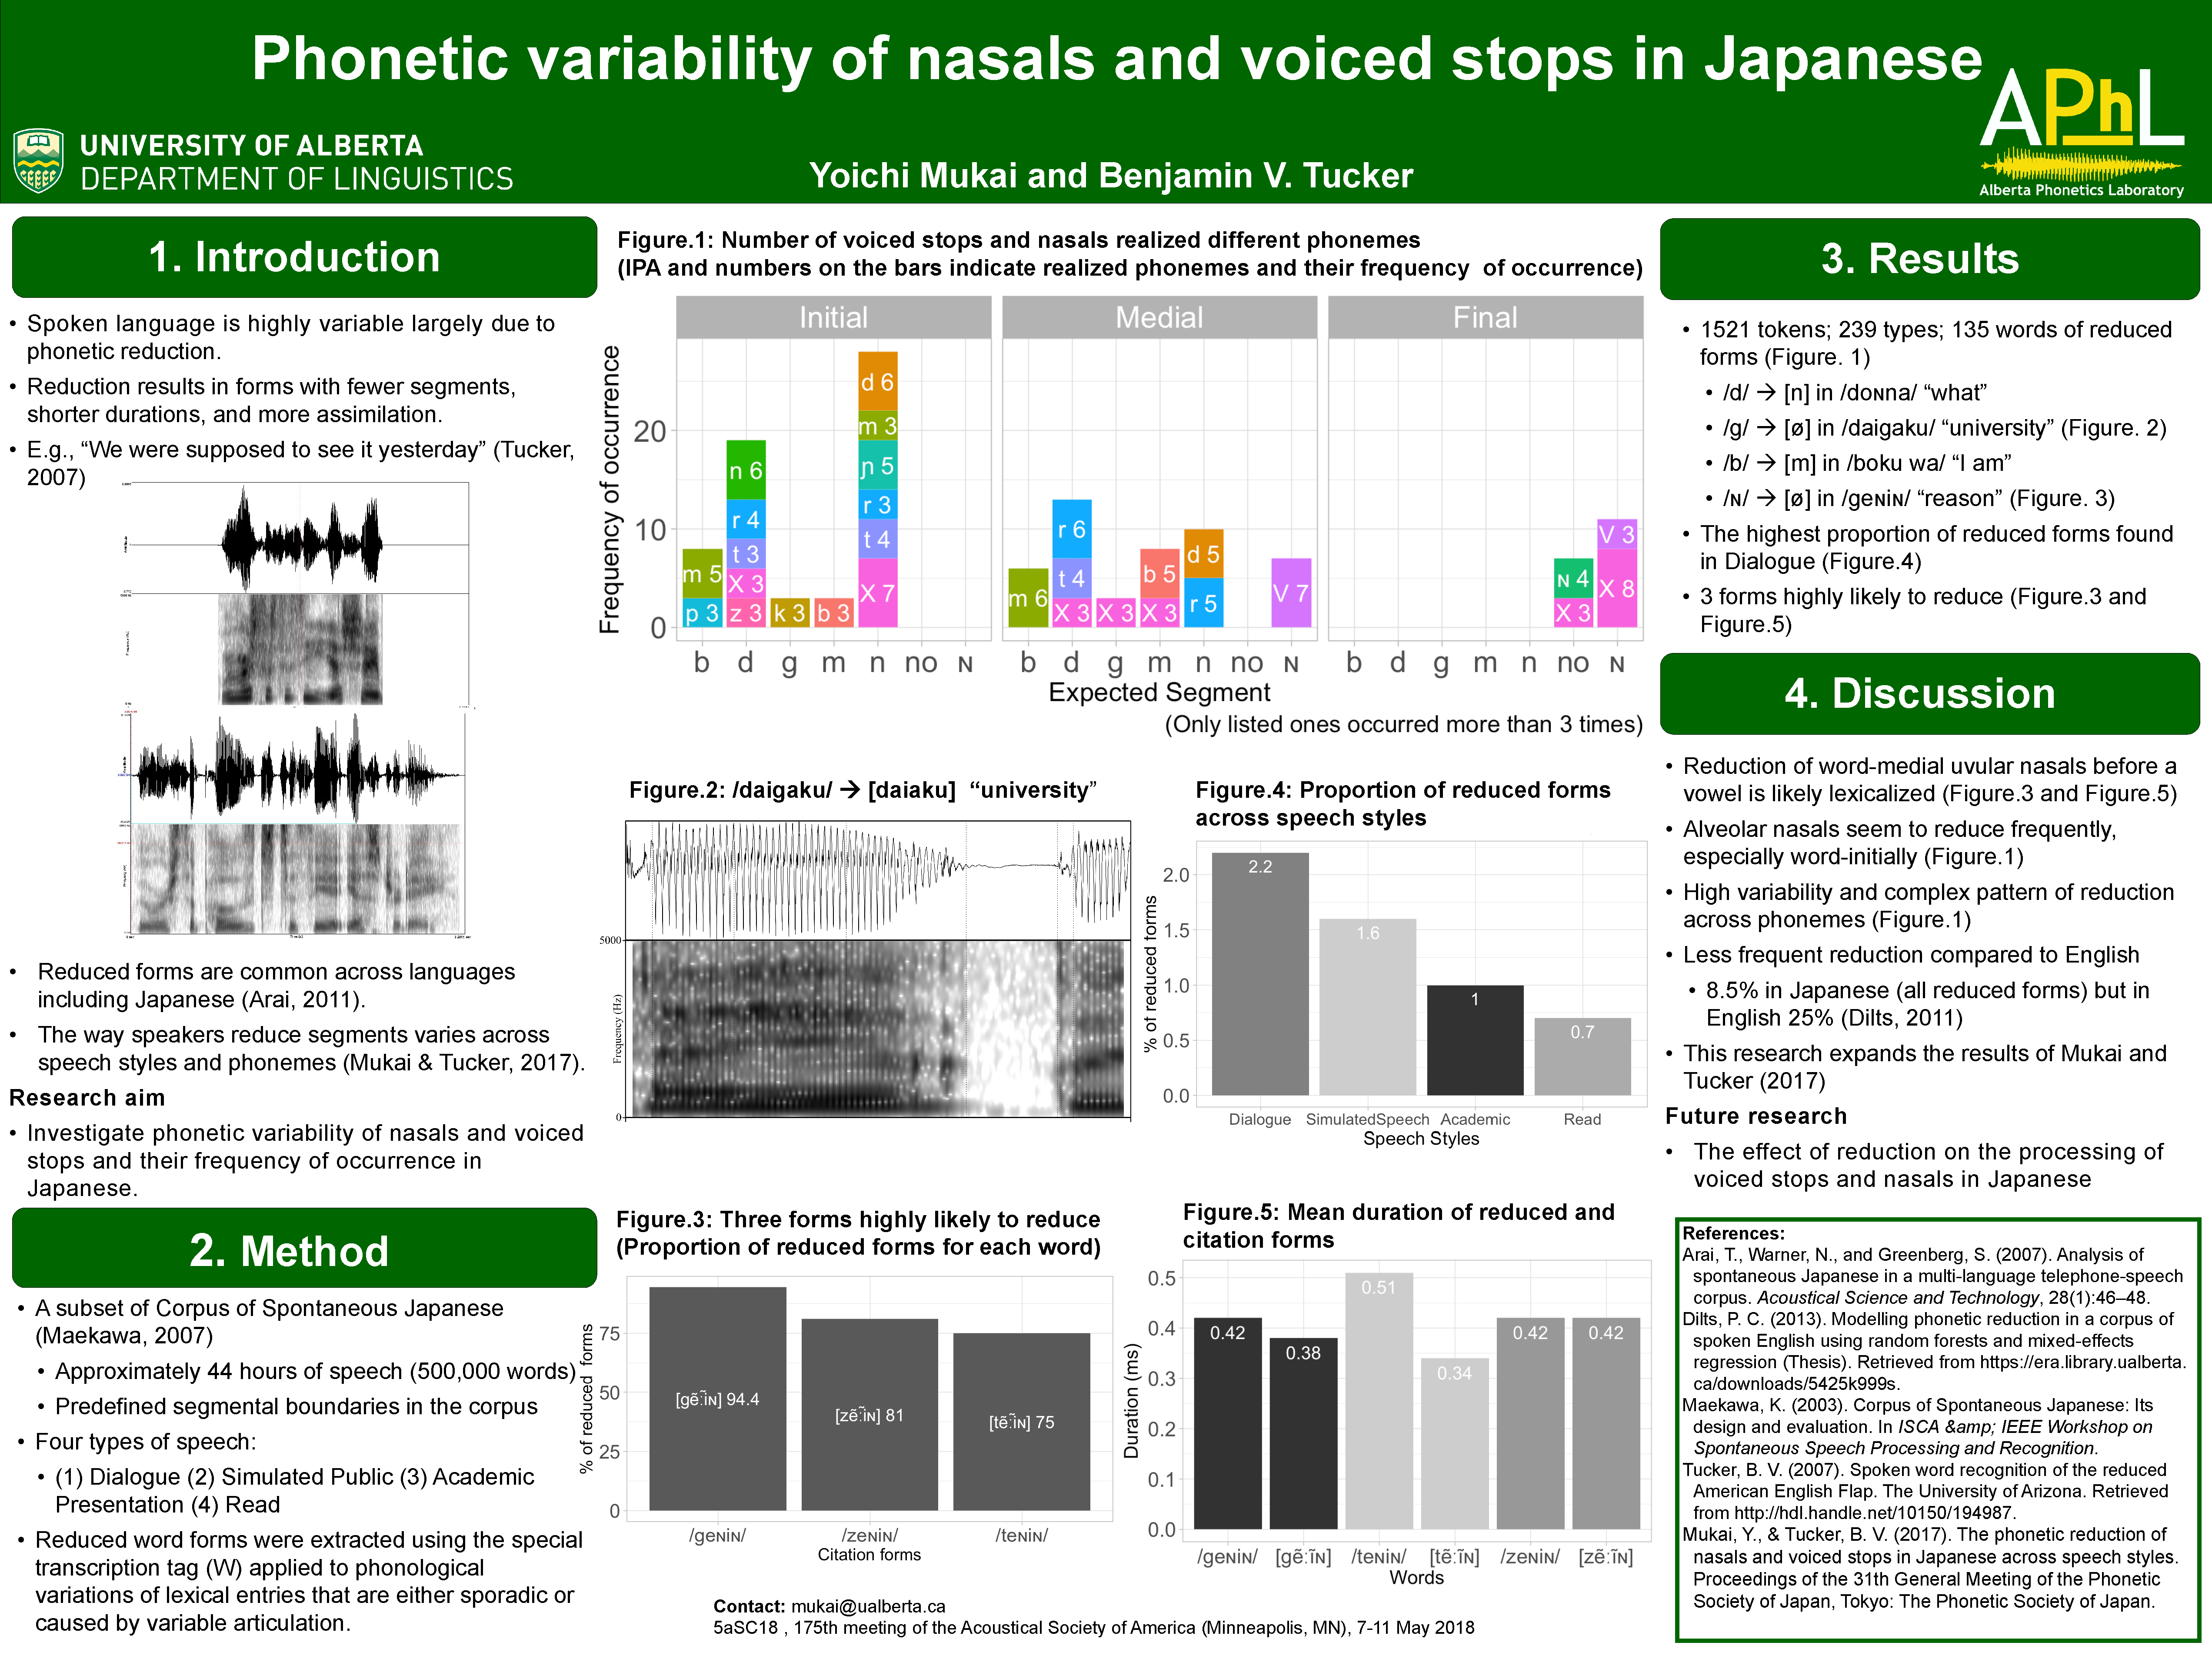 Phonetic variability of nasals and voiced stops in Japanese
UNIVERSITY OF ALBERTA
DEPARTMENT OF LINGUISTICS
Yoichi Mukai and Benjamin V. Tucker
APhL
Alberta Phonetics Laboratory
1. Introduction
• Spoken language is highly variable largely due to
phonetic reduction.
• Reduction results in forms with fewer segments,
shorter durations, and more assimilation.
• E.g., “We were supposed to see it yesterday” (Tucker,
2007)
• Reduced forms are common across languages
including Japanese (Arai, 2011).
• The way speakers reduce segments varies across
speech styles and phonemes (Mukai & Tucker, 2017).
Research aim
• Investigate phonetic variability of nasals and voiced
stops and their frequency of occurrence in
Japanese.
2. Method
• A subset of Corpus of Spontaneous Japanese
(Maekawa, 2007)
• Approximately 44 hours of speech (500,000 words)
• Predefined segmental boundaries in the corpus
• Four types of speech:
• (1) Dialogue (2) Simulated Public (3) Academic
Presentation (4) Read
• Reduced word forms were extracted using the special
transcription tag (W) applied to phonological
variations of lexical entries that are either sporadic or
caused by variable articulation.
Figure.1: Number of voiced stops and nasals realized different phonemes
(IPA and numbers on the bars indicate realized phonemes and their frequency of occurrence)
Initial Medial Final
Frequency of occurrence
20
10
0
m 5
p 3
n 6
r 4
t 3
X 3
z 3
k 3
b 3
d 6
m 3
ɲ 5
r 3
t 4
X 7
m 6
r 6
t 4
X 3
X 3
b 5
X 3
d 5
r 5
V 7
ɴ 4
X 3
V 3
X 8
b d g m n no ɴ b d g m n no ɴ b d g m n no ɴ
Expected Segment
(Only listed ones occurred more than 3 times)
Figure.2: /daigaku/ → [daiaku] “university”
5000
Frequency (Hz)
0
Figure.4: Proportion of reduced forms
across speech styles
% of reduced forms
2.0
1.5
1.0
0.5
0.0
2.2
1.6
1
0.7
Dialogue SimulatedSpeech Academic Read
Speech Styles
Figure.3: Three forms highly likely to reduce
(Proportion of reduced forms for each word)
% of reduced forms
75
50
25
0
[gẽːĩɴ] 94.4
[zẽːĩɴ] 81
[tẽːĩɴ] 75
/geɴiɴ/ /zeɴiɴ/ /teɴiɴ/
Citation forms
Figure.5: Mean duration of reduced and
citation forms
Duration (ms)
0.5
0.4
0.3
0.2
0.1
0.0
0.42
0.38
0.51
0.34
0.42
0.42
/geɴiɴ/ [gẽːĩɴ] /teɴiɴ/ [tẽːĩɴ] /zeɴiɴ/ [zẽːĩɴ]
Words
Contact: mukai@ualberta.ca
5aSC18 , 175th meeting of the Acoustical Society of America (Minneapolis, MN), 7-11 May 2018
3. Results
• 1521 tokens; 239 types; 135 words of reduced
forms (Figure. 1)
• /d/ → [n] in /doɴna/ “what”
• /g/ → [ø] in /daigaku/ “university” (Figure. 2)
• /b/ → [m] in /boku wa/ “I am”
• /ɴ/ → [ø] in /geɴiɴ/ “reason” (Figure. 3)
• The highest proportion of reduced forms found
in Dialogue (Figure.4)
• 3 forms highly likely to reduce (Figure.3 and
Figure.5)
4. Discussion
• Reduction of word-medial uvular nasals before a
vowel is likely lexicalized (Figure.3 and Figure.5)
• Alveolar nasals seem to reduce frequently,
especially word-initially (Figure.1)
• High variability and complex pattern of reduction
across phonemes (Figure.1)
• Less frequent reduction compared to English
• 8.5% in Japanese (all reduced forms) but in
English 25% (Dilts, 2011)
• This research expands the results of Mukai and
Tucker (2017)
Future research
• The effect of reduction on the processing of
voiced stops and nasals in Japanese
References:
Arai, T., Warner, N., and Greenberg, S. (2007). Analysis of
spontaneous Japanese in a multi-language telephone-speech
corpus. Acoustical Science and Technology, 28(1):46–48.
Dilts, P. C. (2013). Modelling phonetic reduction in a corpus of
spoken English using random forests and mixed-effects
regression (Thesis). Retrieved from https://era.library.ualberta.
ca/downloads/5425k999s.
Maekawa, K. (2003). Corpus of Spontaneous Japanese: Its
design and evaluation. In ISCA &amp; IEEE Workshop on
Spontaneous Speech Processing and Recognition.
Tucker, B. V. (2007). Spoken word recognition of the reduced
American English Flap. The University of Arizona. Retrieved
from http://hdl.handle.net/10150/194987.
Mukai, Y., & Tucker, B. V. (2017). The phonetic reduction of
nasals and voiced stops in Japanese across speech styles.
Proceedings of the 31th General Meeting of the Phonetic
Society of Japan, Tokyo: The Phonetic Society of Japan.